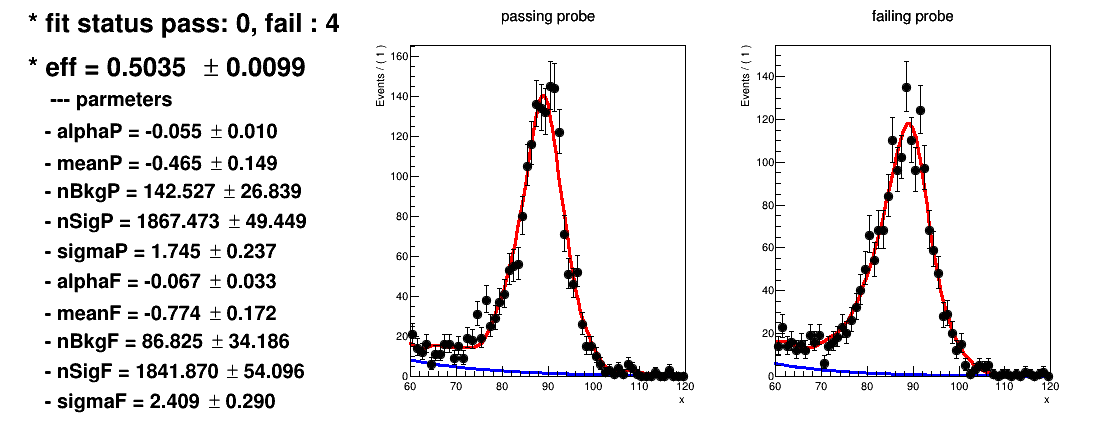 * fit status pass: 0, fail : 4
* eff = 0.5035 ± 0.0099
--- parmeters
- alphaP = -0.055 ± 0.010
- meanP = -0.465 ± 0.149
- nBkgP = 142.527 ± 26.839
- nSigP = 1867.473 ± 49.449
- sigmaP = 1.745 ± 0.237
- alphaF = -0.067 ± 0.033
- meanF = -0.774 ± 0.172
- nBkgF = 86.825 ± 34.186
- nSigF = 1841.870 ± 54.096
- sigmaF = 2.409 ± 0.290
passing probe
Events / ( 1 )
160
140
120
100
80
60
40
20
0
60 70 80 90 100 110 120
x
failing probe
Events / ( 1 )
140
120
100
80
60
40
20
0
60 70 80 90 100 110 120
x